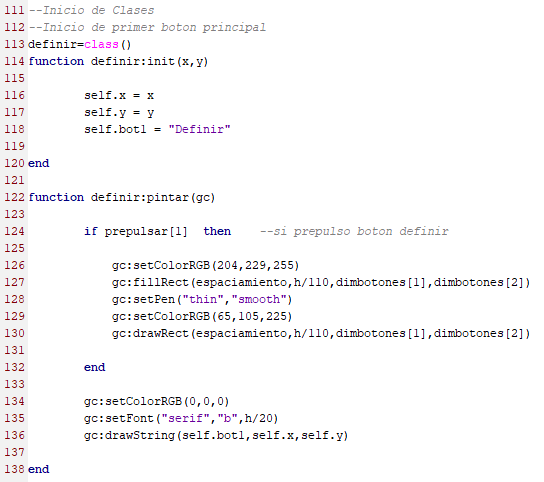 111 --Inicio de Clases
112 --Inicio de primer boton principal
113 definir=class()
114 function definir:init(x,y)
115
116         self.x = x
117         self.y = y
118         self.bot1 = "Definir"
119
120 end
121
122 function definir:pintar(gc)
123
124         if prepulsar[1]  then    --si prepulso boton definir
125
126             gc:setColorRGB(204,229,255)
127             gc:fillRect(espaciamiento,h/110,dimbotones[1],dimbotones[2])
128             gc:setPen("thin","smooth")
129             gc:setColorRGB(65,105,225)
130             gc:drawRect(espaciamiento,h/110,dimbotones[1],dimbotones[2])
131
132         end
133
134         gc:setColorRGB(0,0,0)
135         gc:setFont("serif","b",h/20)
136         gc:drawString(self.bot1,self.x,self.y)
137
138 end